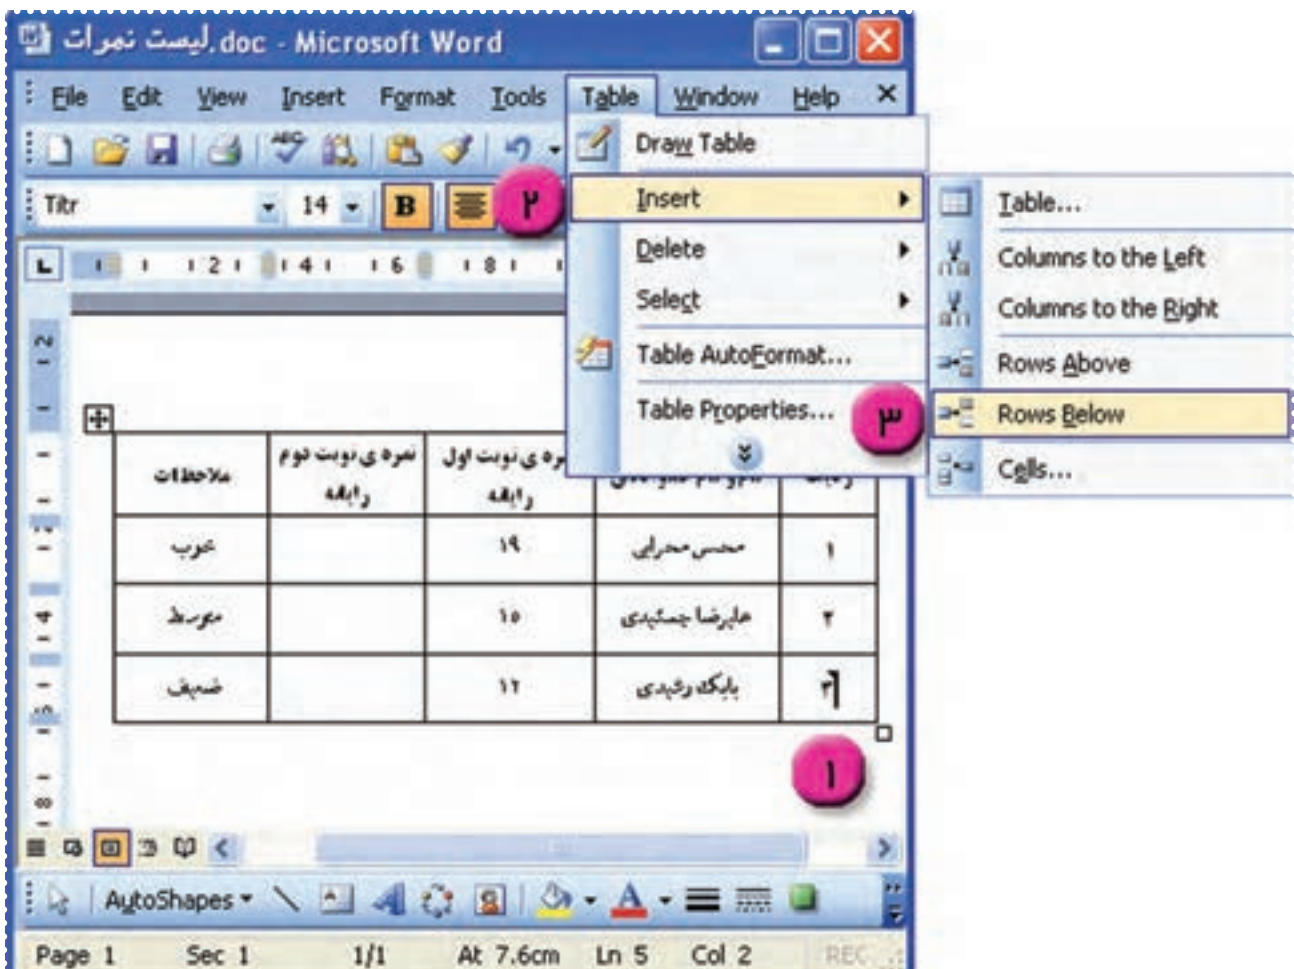 لیست نمرات.doc - Microsoft Word
File Edit View Insert Format Tools Table Window Help
Draw Table
Titr 14 B
۲
Insert
Delete
Select
Table AutoFormat...
Table Properties...
۳
Table...
Columns to the Left
Columns to the Right
Rows Above
Rows Below
Cells...
2 4 6 8
نمره ی نوبت اول رایانه
نمره ی نوبت دوم رایانه
ملاحظات
۱ محسن محرابی ۱۹ خوب
۲ علیرضا جمشیدی ۱۵ متوسط
۳ بابک رشیدی ۱۲ ضعیف
۱
AutoShapes
Page 1 Sec 1 1/1 At 7.6cm Ln 5 Col 2 REC